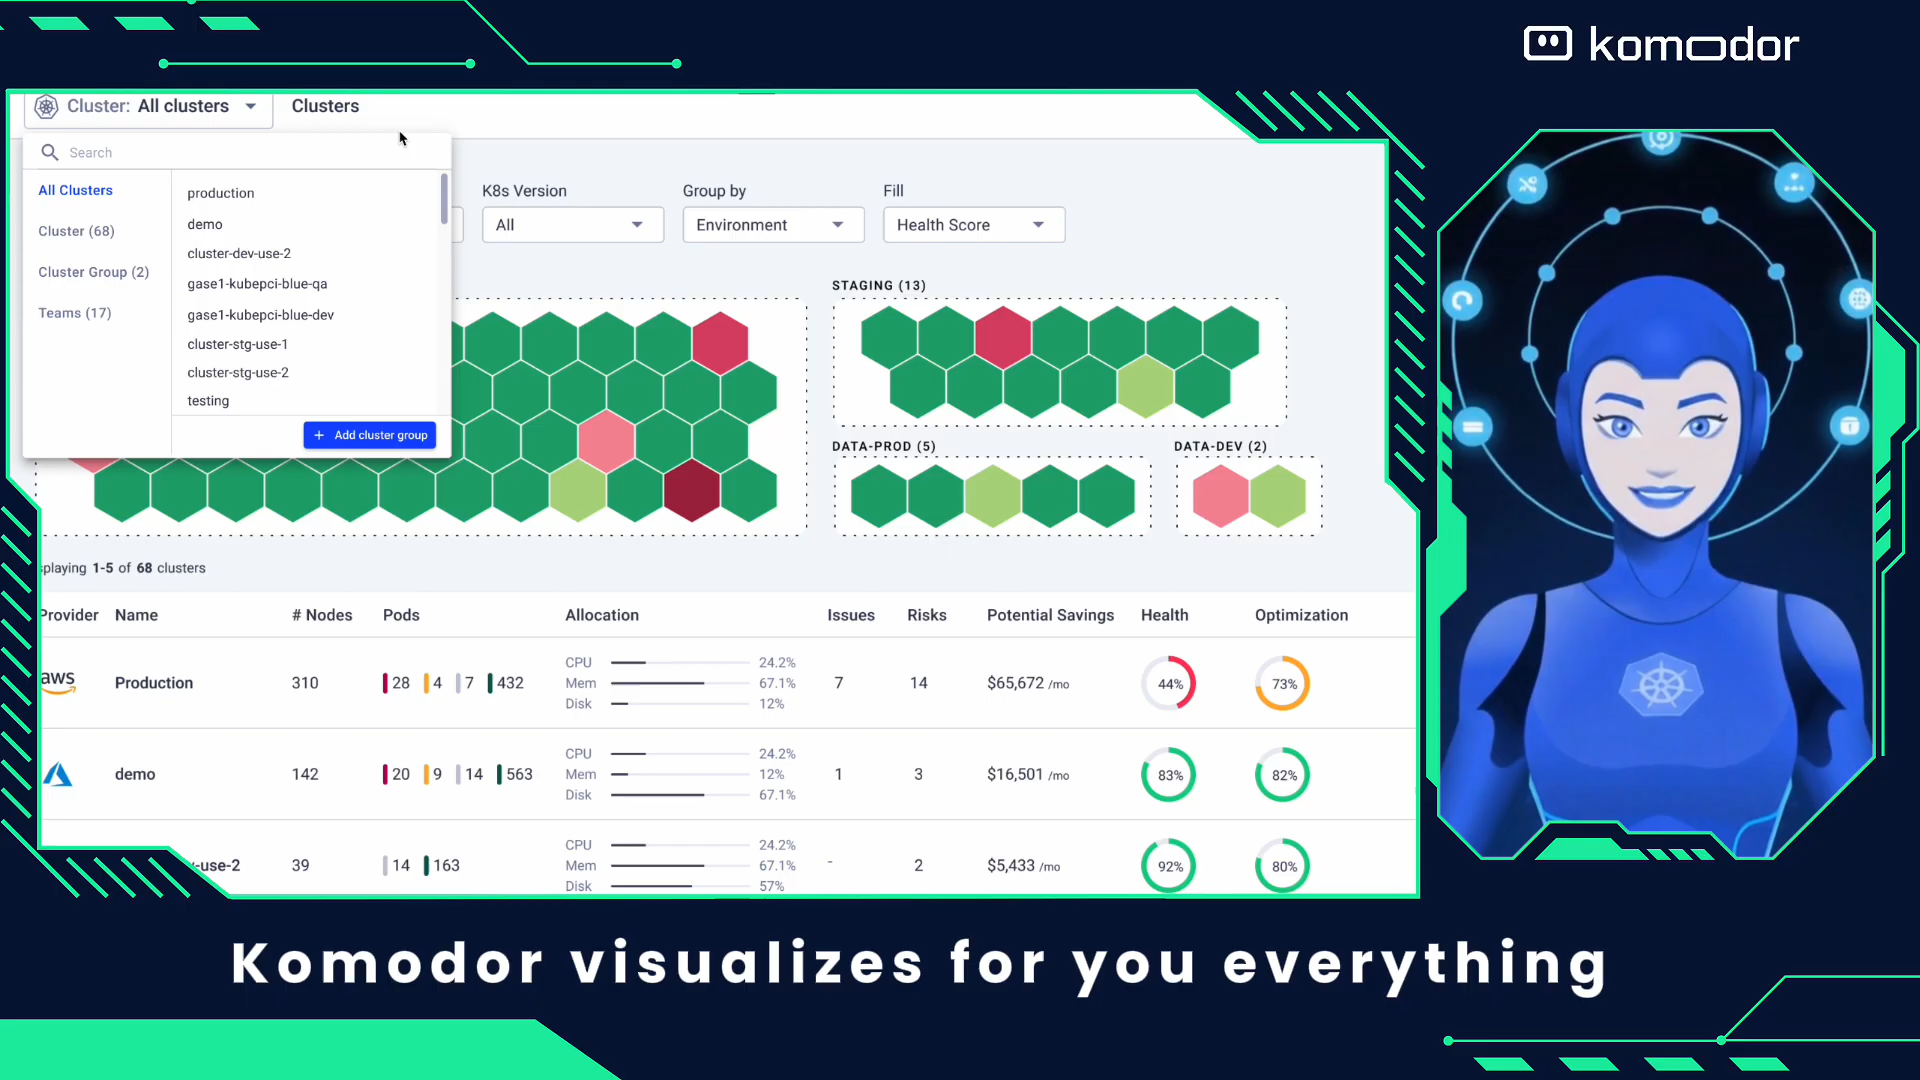 komodor
Cluster: All clusters
Clusters
Search
All Clusters
Cluster (68)
Cluster Group (2)
Teams (17)
production
demo
cluster-dev-use-2
gase1-kubepci-blue-qa
gase1-kubepci-blue-dev
cluster-stg-use-1
cluster-stg-use-2
testing
+ Add cluster group
K8s Version
All
Group by
Environment
Fill
Health Score
STAGING (13)
DATA-PROD (5)
DATA-DEV (2)
splaying 1-5 of 68 clusters
Provider Name # Nodes Pods Allocation Issues Risks Potential Savings Health Optimization
aws Production 310 28 4 7 432
CPU 24.2%
Mem 67.1%
Disk 12%
7 14 $65,672 /mo 44% 73%
demo 142 20 9 14 563
CPU 24.2%
Mem 12%
Disk 67.1%
1 3 $16,501 /mo 83% 82%
-use-2 39 14 163
CPU 24.2%
Mem 67.1%
Disk 57%
- 2 $5,433 /mo 92% 80%
Komodor visualizes for you everything